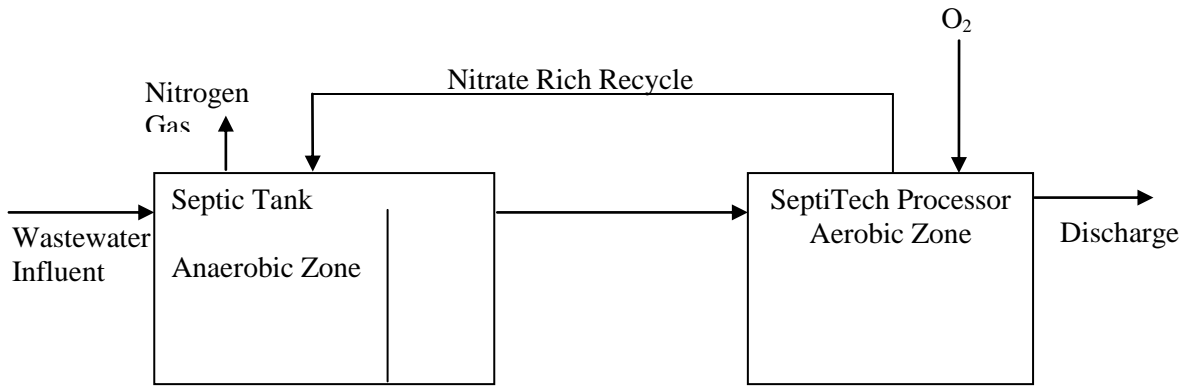 O₂
Nitrate Rich Recycle
Nitrogen
Gas
Septic Tank
Anaerobic Zone
Wastewater
Influent
SeptiTech Processor
Aerobic Zone
Discharge